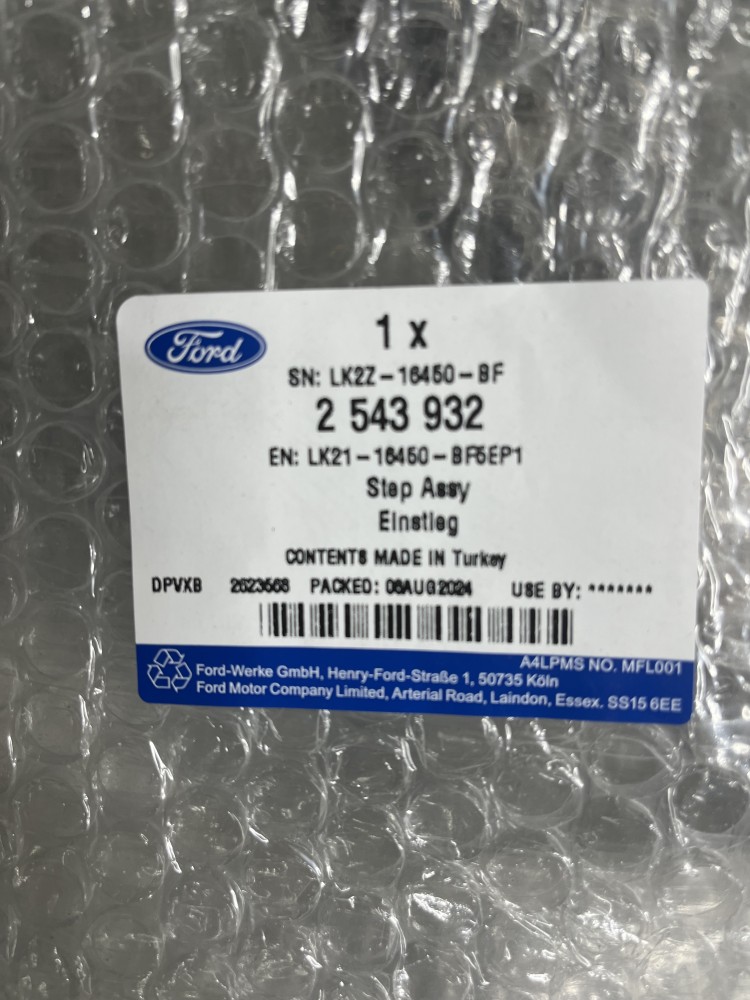 Ford
1 x
SN: LK2Z-16450-BF
2 543 932
EN: LK21-16450-BF5EP1
Step Assy
Einstieg
CONTENTS MADE IN Turkey
DPVXB 2623568 PACKED: 06AUG2024 USE BY: *******
A4LPMS NO. MFL001
Ford-Werke GmbH, Henry-Ford-Straße 1, 50735 Köln
Ford Motor Company Limited, Arterial Road, Laindon, Essex. SS15 6EE